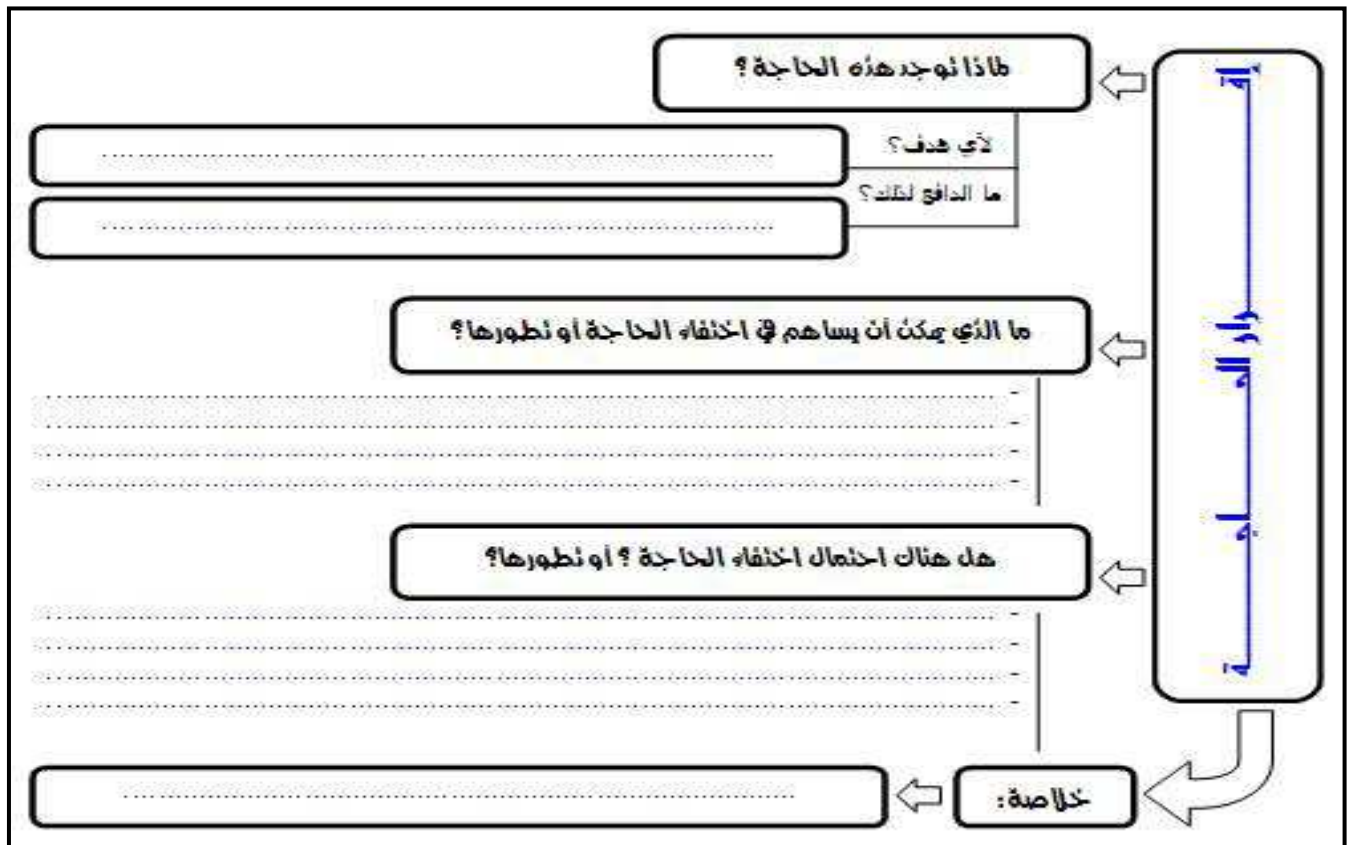 لماذا توجد هذه الحاجة؟
لأي هدف؟
ما الدافع لذلك؟
ما الذي يمكن أن يساهم في اختفاء الحاجة أو تطورها؟
هل هناك احتمال اختفاء الحاجة ؟ أو تطورها؟
خلاصة: